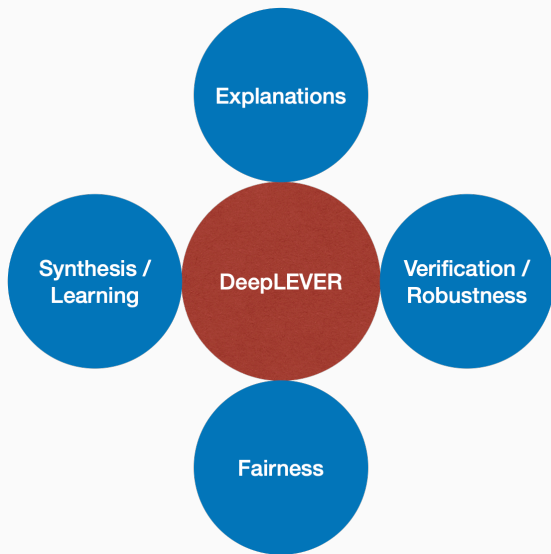 Explanations
Synthesis /
Learning
DeepLEVER
Verification /
Robustness
Fairness